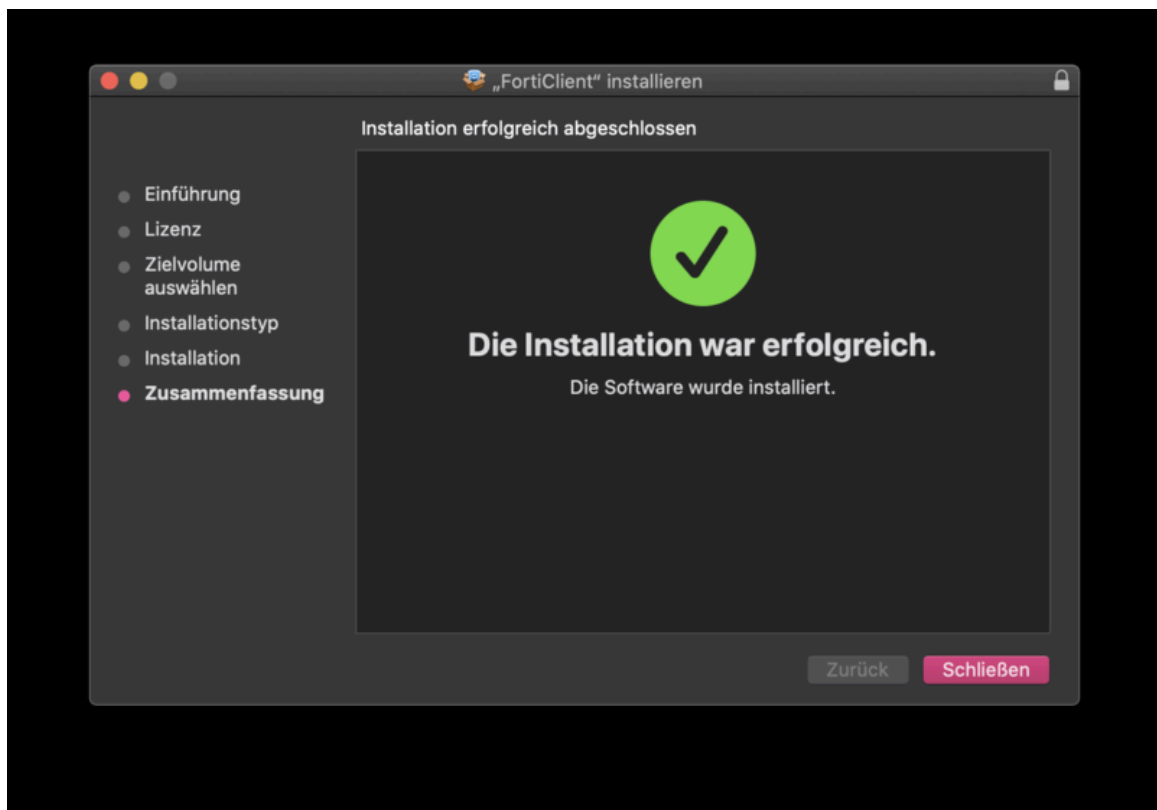 „FortiClient“ installieren
Installation erfolgreich abgeschlossen
Einführung
Lizenz
Zielvolume
auswählen
Installationstyp
Installation
Zusammenfassung
Die Installation war erfolgreich.
Die Software wurde installiert.
Zurück
Schließen